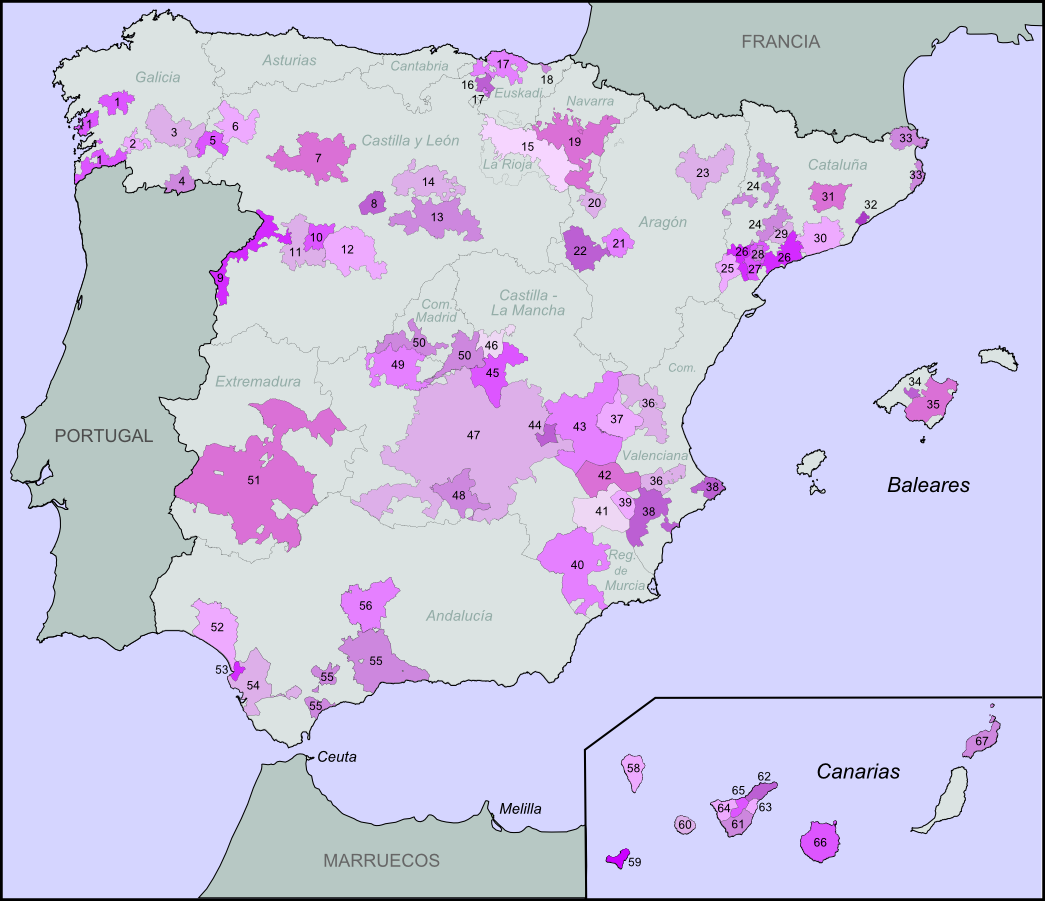 FRANCIA
Asturias
Cantabria
17
Galicia
16
18
17
Euskadi
Navarra
1
1
3
6
5
2
1
4
Castilla y León
7
15
19
La Rioja
14
8
13
20
23
Aragón
24
Cataluña
33
33
31
32
24
29
30
26
28
26
25
27
9
11
10
12
22
21
Castilla -
La Mancha
Com.
Madrid
50
50
46
49
45
Com.
Extremadura
34
35
36
37
43
44
47
PORTUGAL
Valenciana
51
42
36
38
48
39
38
41
Baleares
40
Reg.
de
Murcia
56
Andalucía
52
53
54
55
55
55
Ceuta
Melilla
MARRUECOS
67
58
62
Canarias
65
64
63
60
61
66
59